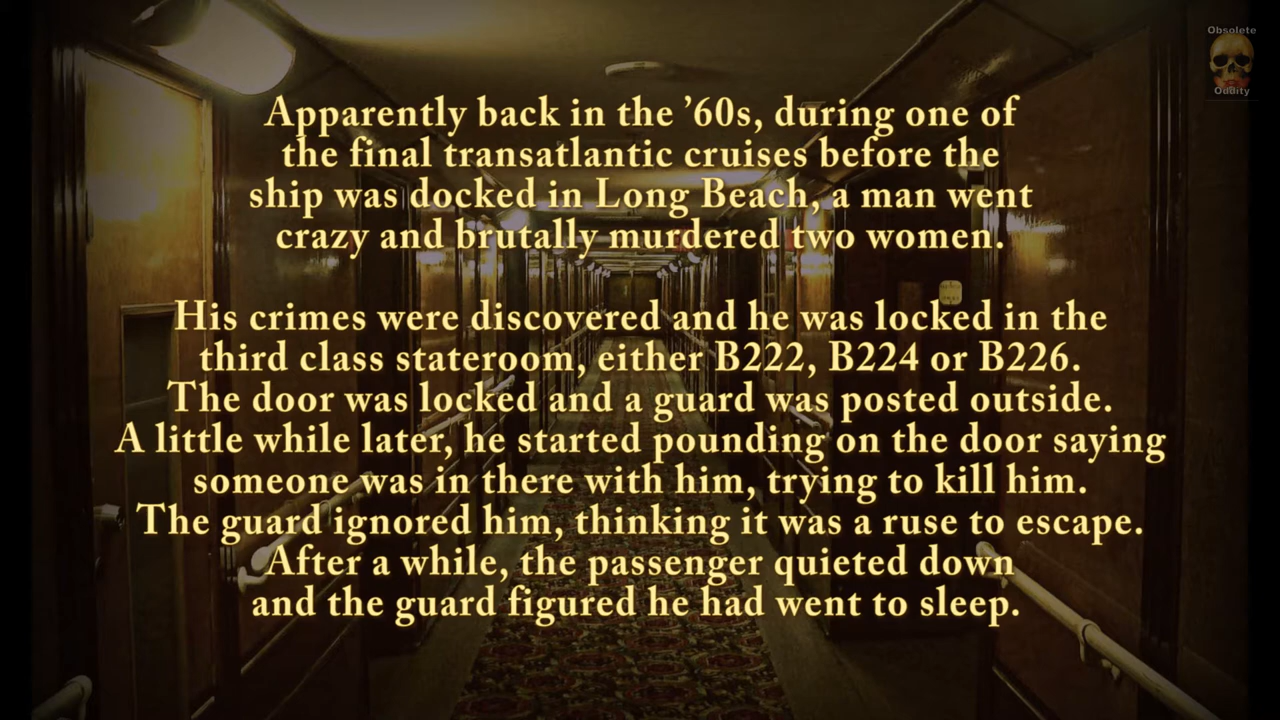 Obsolete
Oddity
Apparently back in the ’60s, during one of
the final transatlantic cruises before the
ship was docked in Long Beach, a man went
crazy and brutally murdered two women.
His crimes were discovered and he was locked in the
third class stateroom, either B222, B224 or B226.
The door was locked and a guard was posted outside.
A little while later, he started pounding on the door saying
someone was in there with him, trying to kill him.
The guard ignored him, thinking it was a ruse to escape.
After a while, the passenger quieted down
and the guard figured he had went to sleep.